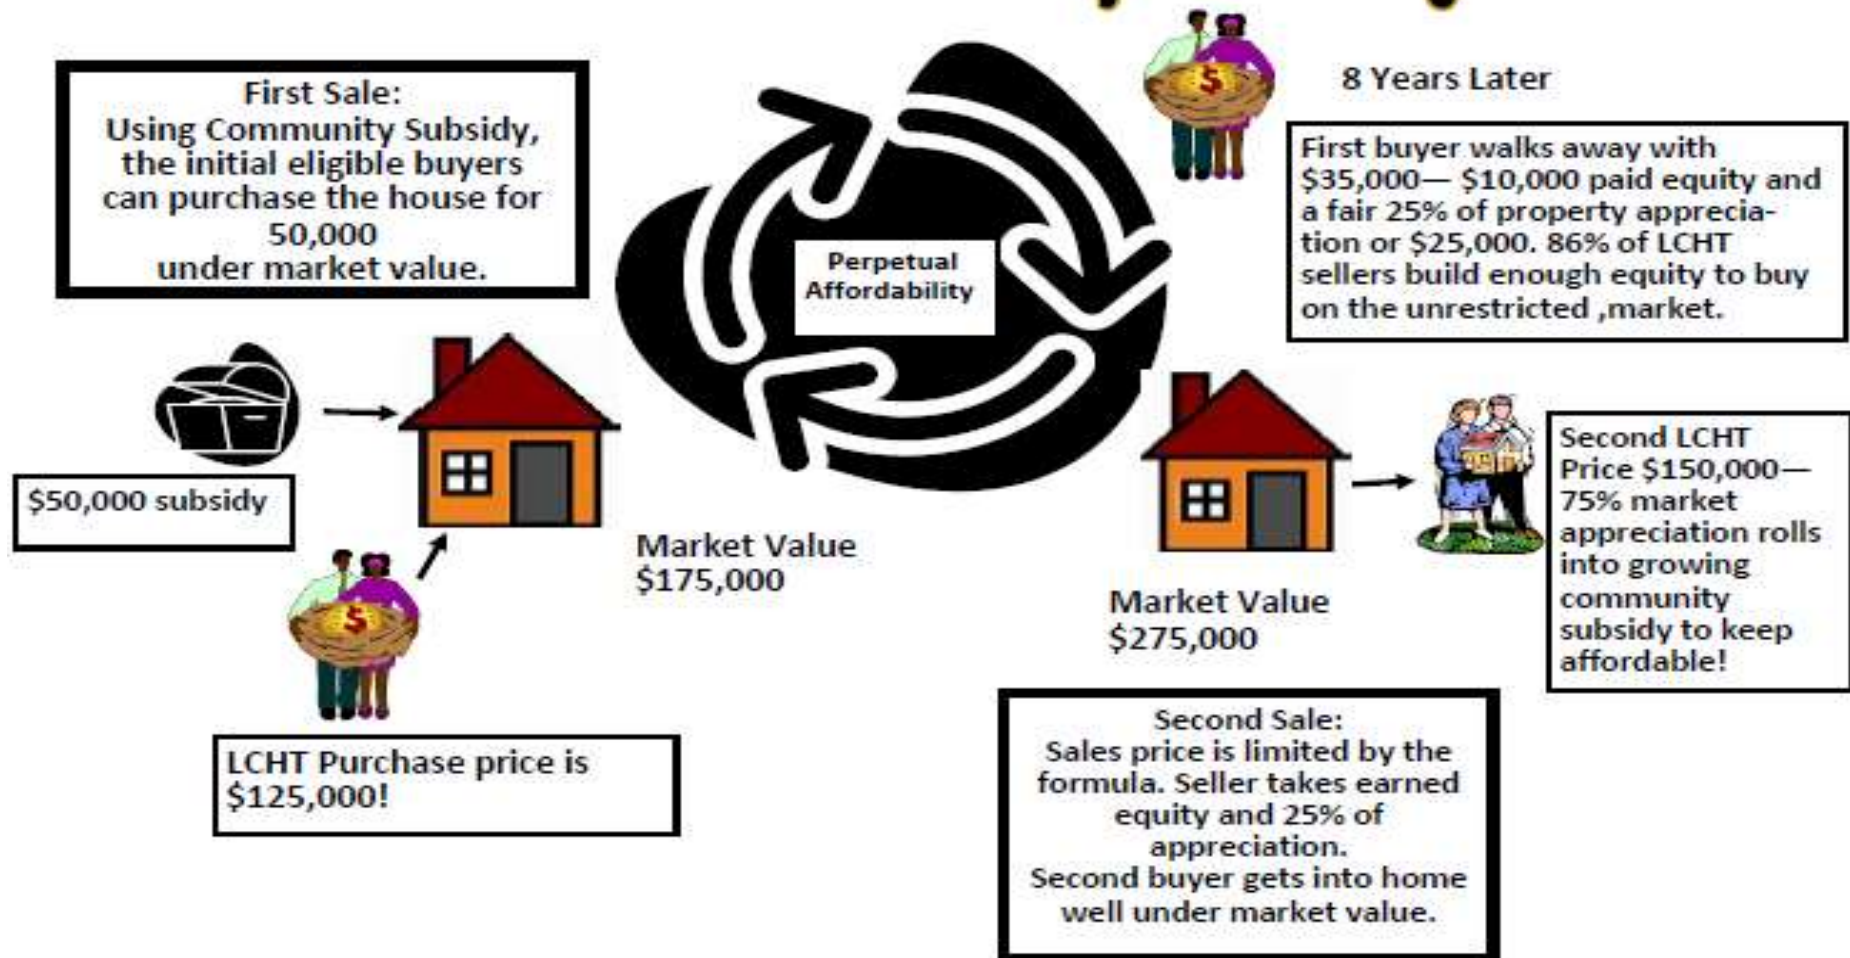 First Sale:
Using Community Subsidy,
the initial eligible buyers
can purchase the house for
50,000
under market value.
$50,000 subsidy
$
LCHT Purchase price is
$125,000!
Market Value
$175,000
Perpetual
Affordability
$
8 Years Later
First buyer walks away with
$35,000— $10,000 paid equity and
a fair 25% of property apprecia-
tion or $25,000. 86% of LCHT
sellers build enough equity to buy
on the unrestricted ,market.
Market Value
$275,000
Second LCHT
Price $150,000—
75% market
appreciation rolls
into growing
community
subsidy to keep
affordable!
Second Sale:
Sales price is limited by the
formula. Seller takes earned
equity and 25% of
appreciation.
Second buyer gets into home
well under market value.